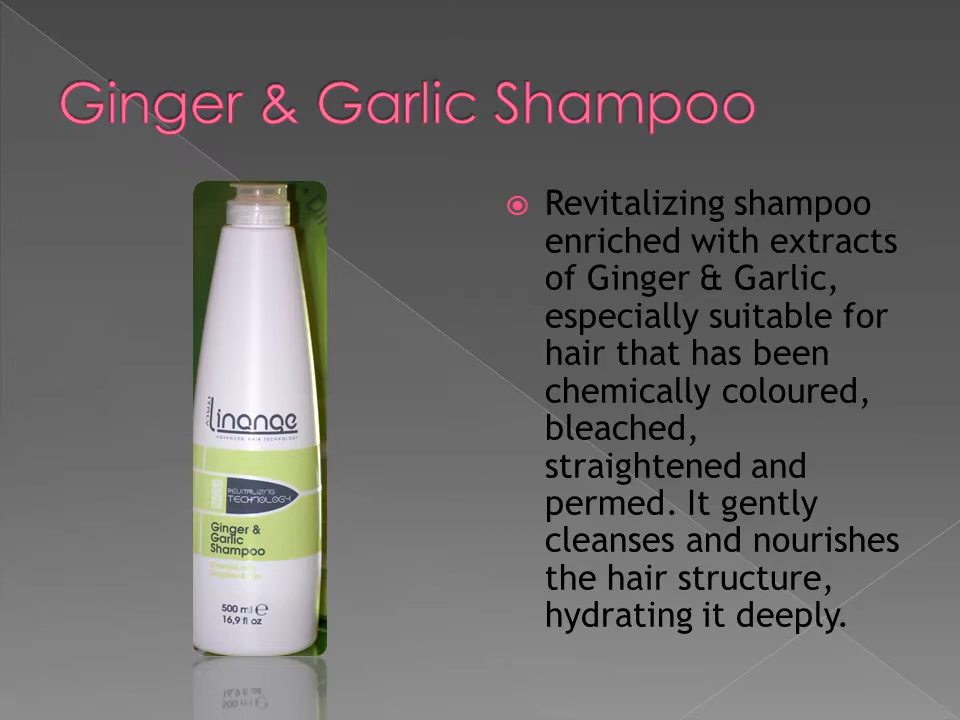 Ginger & Garlic Shampoo
Revitalizing shampoo
enriched with extracts
of Ginger & Garlic,
especially suitable for
hair that has been
chemically coloured,
bleached,
straightened and
permed. It gently
cleanses and nourishes
the hair structure,
hydrating it deeply.
Linange
ITALY
ADVANCED HAIR TECHNOLOGY
REVITALIZING
TECHNOLOGY
Ginger &
Garlic
Shampoo
500 ml e
16,9 fl oz